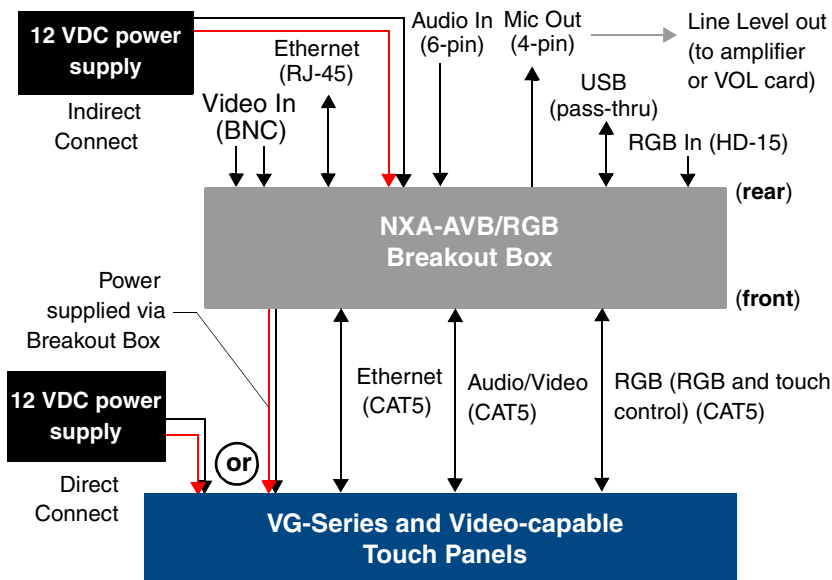 12 VDC power
supply
Indirect
Connect
Video In
(BNC)
Ethernet
(RJ-45)
Audio In
(6-pin)
Mic Out
(4-pin)
Line Level out
(to amplifier
or VOL card)
USB
(pass-thru)
RGB In (HD-15)
(rear)
NXA-AVB/RGB
Breakout Box
(front)
Power
supplied via
Breakout Box
Ethernet
(CAT5)
Audio/Video
(CAT5)
RGB (RGB and touch
control) (CAT5)
12 VDC power
supply
or
Direct
Connect
VG-Series and Video-capable
Touch Panels